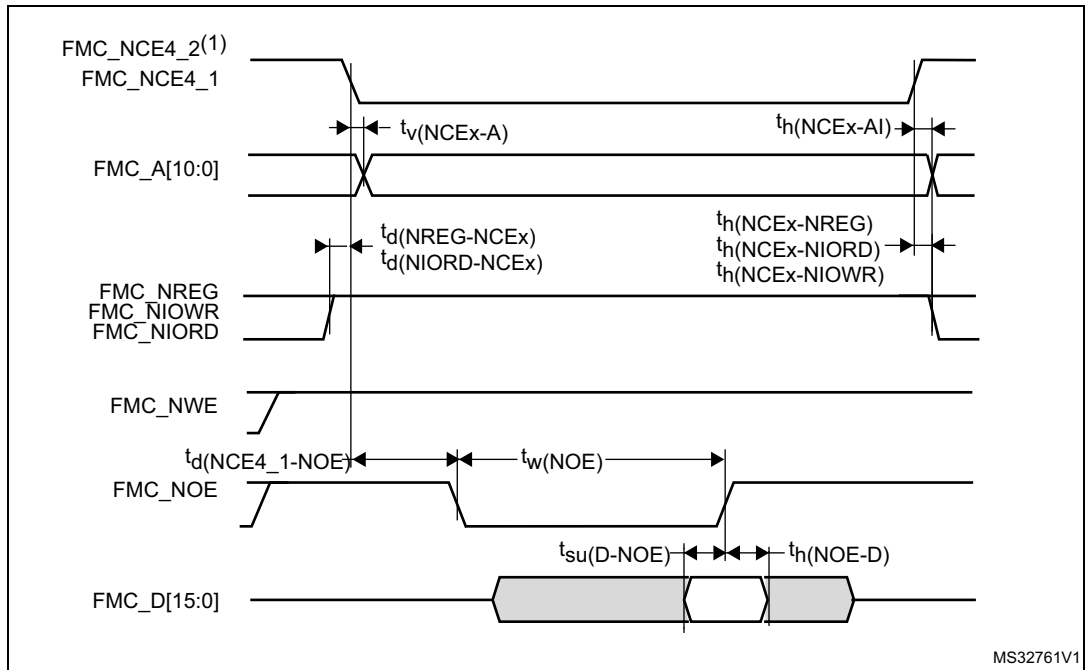 FMC_NCE4_2(1)
FMC_NCE4_1
tv(NCEx-A)
th(NCEx-AI)
FMC_A[10:0]
td(NREG-NCEx)
td(NIORD-NCEx)
th(NCEx-NREG)
th(NCEx-NIORD)
th(NCEx-NIOWR)
FMC_NREG
FMC_NIOWR
FMC_NIORD
FMC_NWE
td(NCE4_1-NOE)
tw(NOE)
FMC_NOE
tsu(D-NOE)
th(NOE-D)
FMC_D[15:0]
MS32761V1